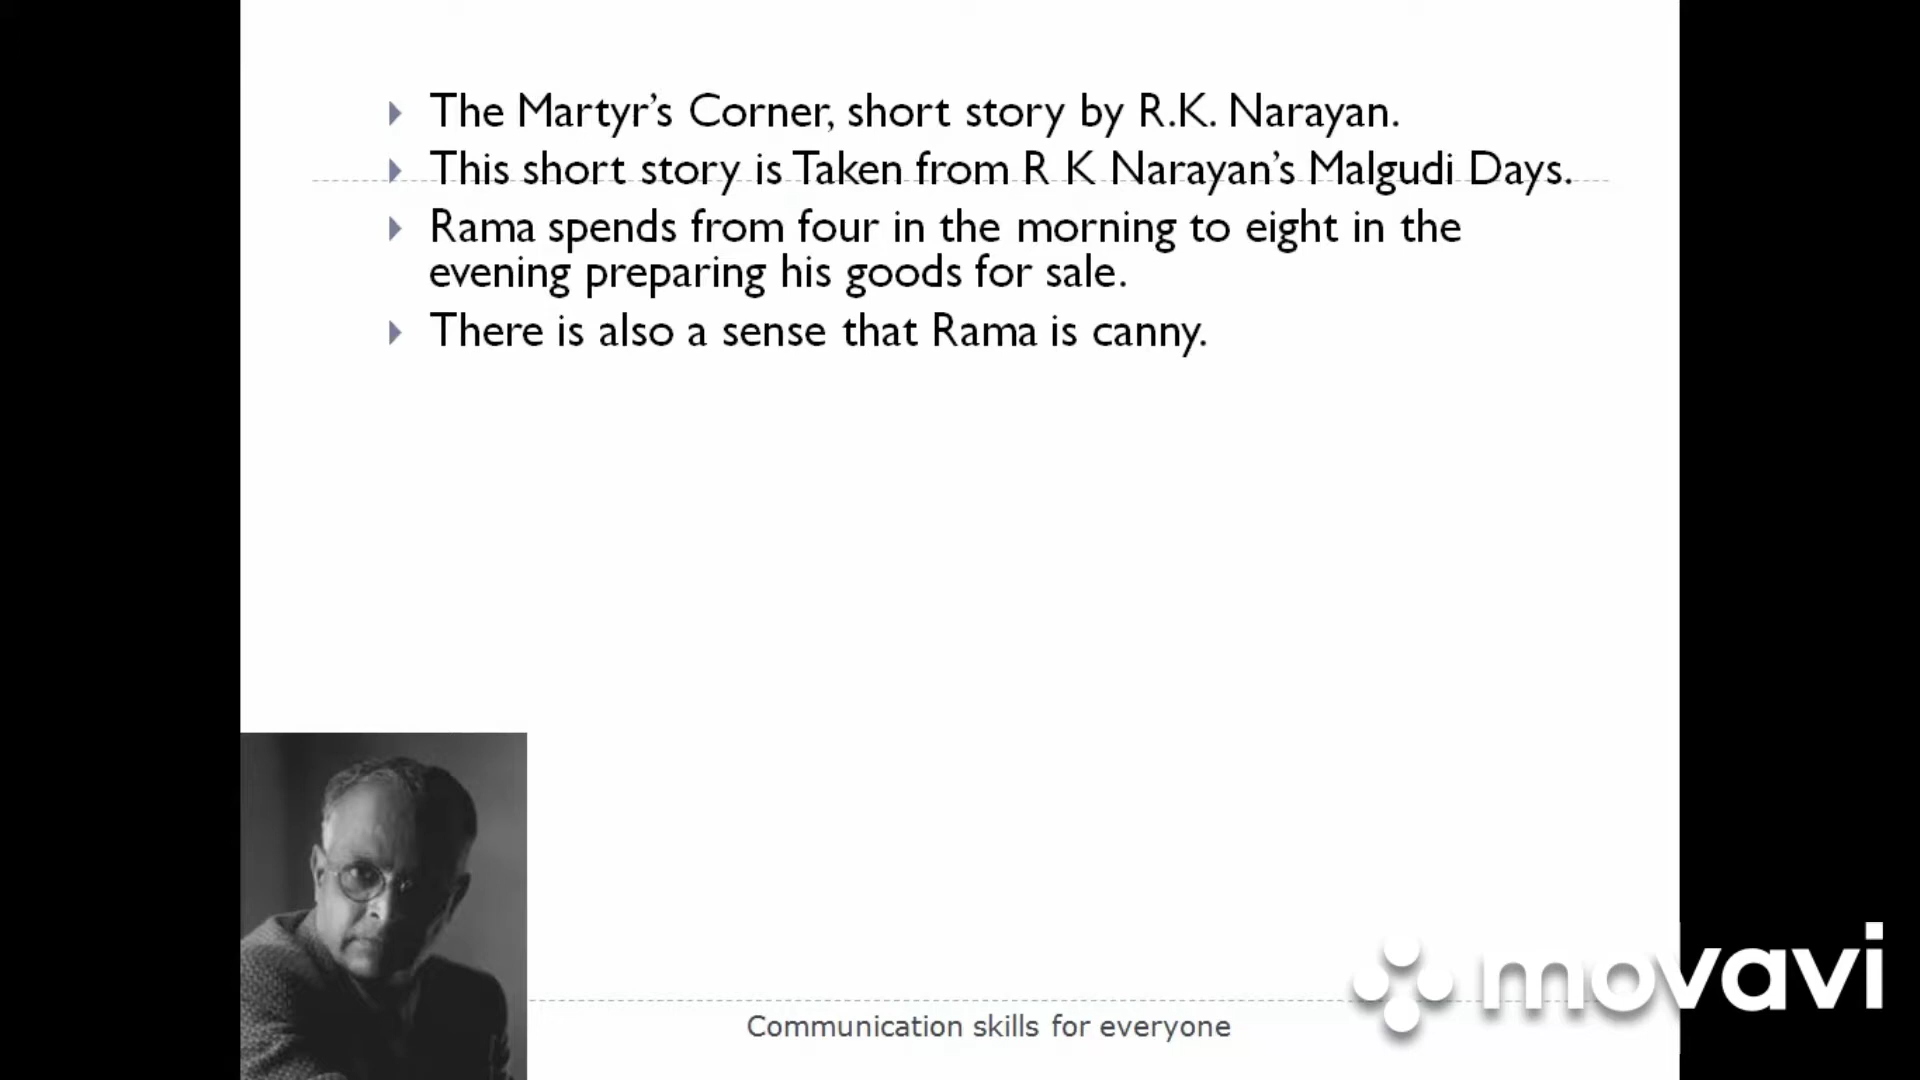 The Martyr's Corner, short story by R.K. Narayan.
This short story is Taken from R K Narayan's Malgudi Days.
Rama spends from four in the morning to eight in the
evening preparing his goods for sale.
There is also a sense that Rama is canny.
movavi
Communication skills for everyone